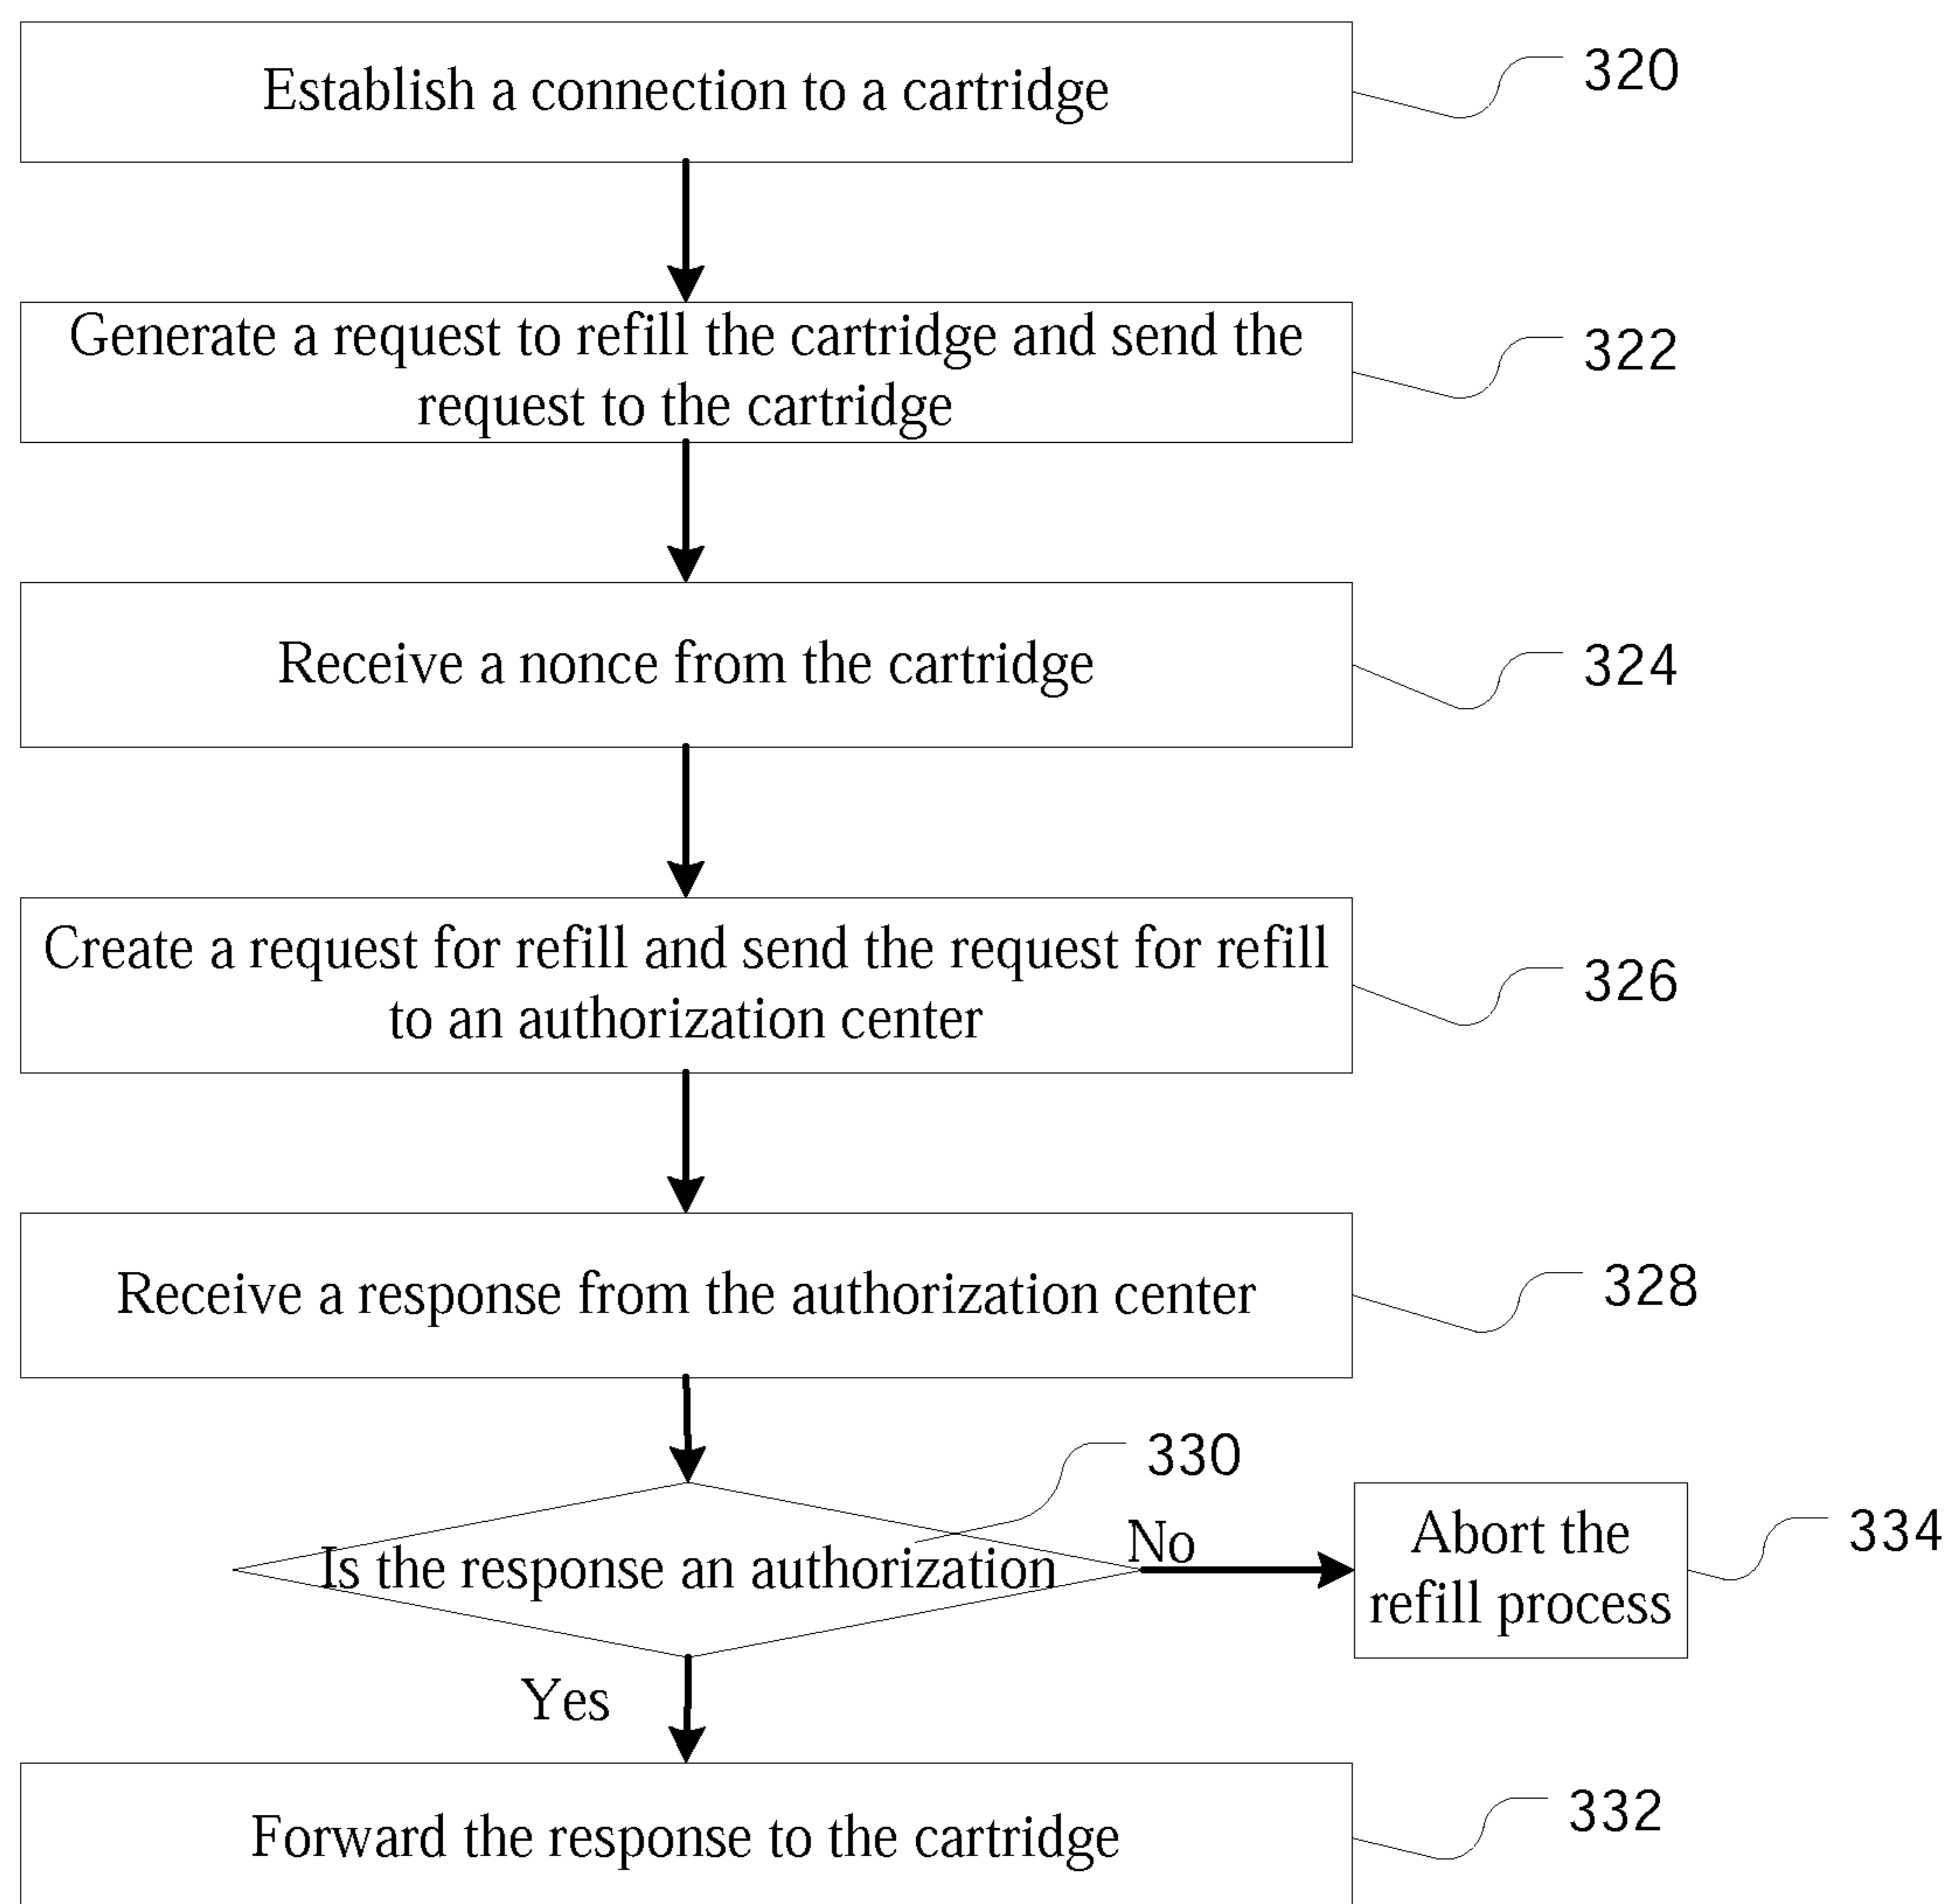 Establish a connection to a cartridge
320
Generate a request to refill the cartridge and send the
request to the cartridge
322
Receive a nonce from the cartridge
324
Create a request for refill and send the request for refill
to an authorization center
326
Receive a response from the authorization center
328
330
Is the response an authorization
No
Abort the
refill process
334
Yes
Forward the response to the cartridge
332